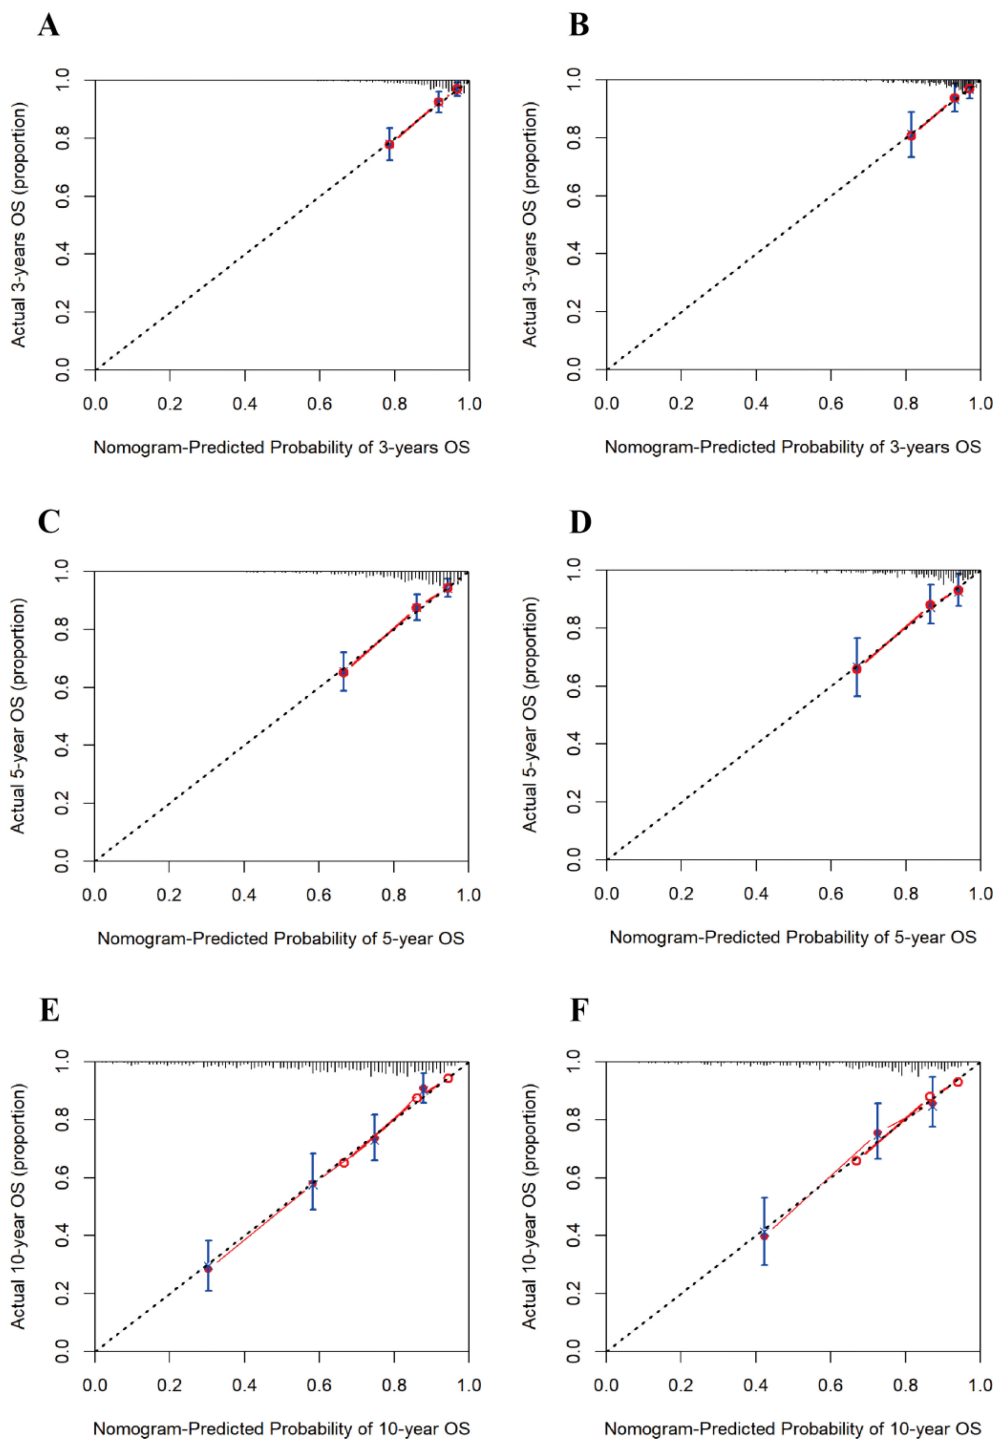 A
B
Actual 3-years OS (proportion)
1.0
0.8
0.6
0.4
0.2
0.0
0.0 0.2 0.4 0.6 0.8 1.0
Nomogram-Predicted Probability of 3-years OS
Actual 3-years OS (proportion)
1.0
0.8
0.6
0.4
0.2
0.0
0.0 0.2 0.4 0.6 0.8 1.0
Nomogram-Predicted Probability of 3-years OS
C
D
Actual 5-year OS (proportion)
1.0
0.8
0.6
0.4
0.2
0.0
0.0 0.2 0.4 0.6 0.8 1.0
Nomogram-Predicted Probability of 5-year OS
Actual 5-year OS (proportion)
1.0
0.8
0.6
0.4
0.2
0.0
0.0 0.2 0.4 0.6 0.8 1.0
Nomogram-Predicted Probability of 5-year OS
E
F
Actual 10-year OS (proportion)
1.0
0.8
0.6
0.4
0.2
0.0
0.0 0.2 0.4 0.6 0.8 1.0
Nomogram-Predicted Probability of 10-year OS
Actual 10-year OS (proportion)
1.0
0.8
0.6
0.4
0.2
0.0
0.0 0.2 0.4 0.6 0.8 1.0
Nomogram-Predicted Probability of 10-year OS